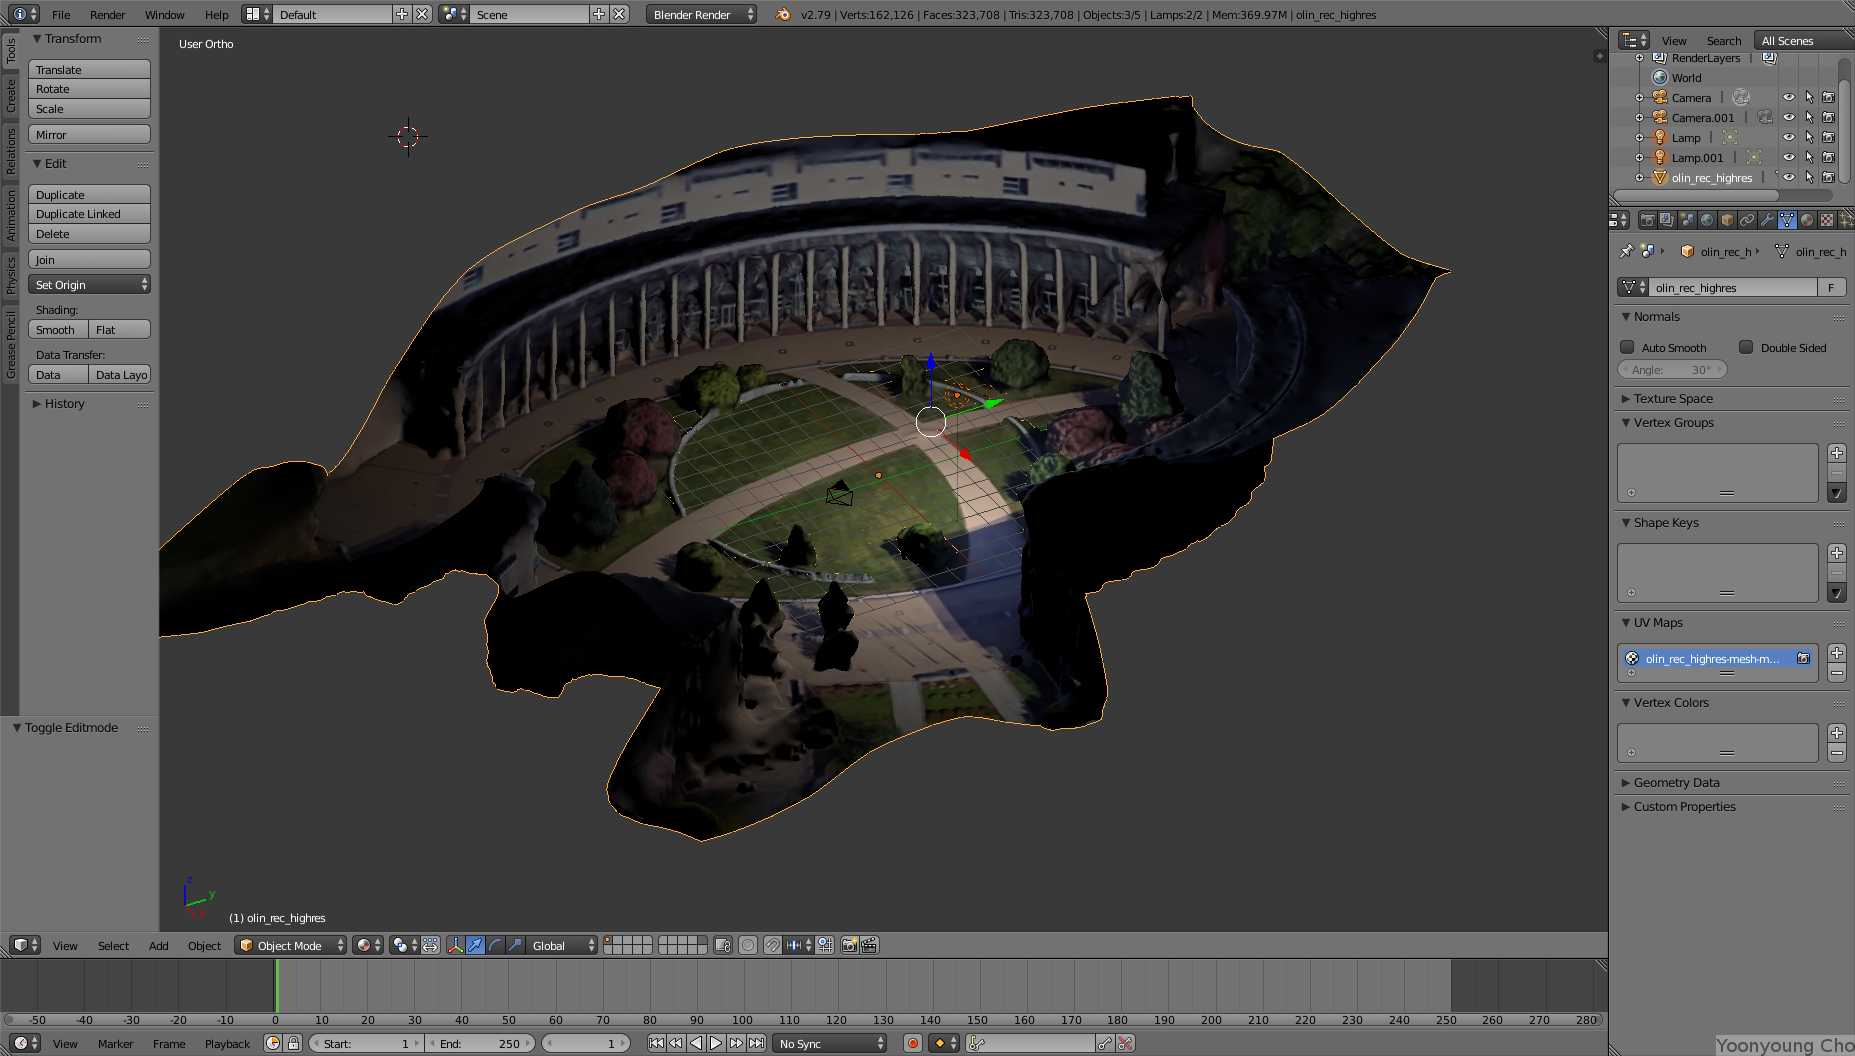 File Render Window Help Default Scene Blender Render v2.79 | Verts:162,126 | Faces:323,708 | Tris:323,708 | Objects:3/5 | Lamps:2/2 | Mem:369.97M | olin_rec_highres
Tools
Create
Relations
Animation
Physics
Grease Pencil
Transform
Translate
Rotate
Scale
Mirror
Edit
Duplicate
Duplicate Linked
Delete
Join
Set Origin
Shading:
Smooth Flat
Data Transfer:
Data Data Layo
History
Toggle Editmode
User Ortho
z
y
x
(1) olin_rec_highres
View Select Add Object Object Mode Global
View Search All Scenes
RenderLayers
World
Camera
Camera.001
Lamp
Lamp.001
olin_rec_highres
olin_rec_h olin_rec_h
olin_rec_highres F
Normals
Auto Smooth Double Sided
Angle: 30°
Texture Space
Vertex Groups
Shape Keys
UV Maps
olin_rec_highres-mesh-m...
Vertex Colors
Geometry Data
Custom Properties
-50 -40 -30 -20 -10 0 10 20 30 40 50 60 70 80 90 100 110 120 130 140 150 160 170 180 190 200 210 220 230 240 250 260 270 280
View Marker Frame Playback Start: 1 End: 250 1 No Sync
Yoonyoung Cho